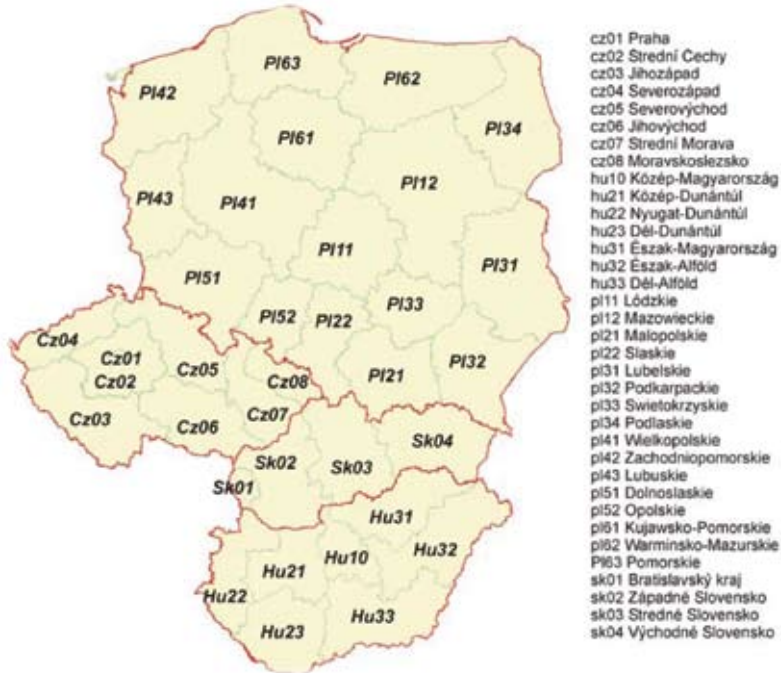 Pl63
Pl62
Pl42
Pl34
Pl61
Pl12
Pl43
Pl41
Pl11
Pl31
Pl51
Pl33
Pl52
Pl22
Cz04
Cz01
Cz05
Pl32
Pl21
Cz02
Cz08
Cz03
Cz07
Cz06
Sk04
Sk02
Sk03
Sk01
Hu31
Hu32
Hu10
Hu21
Hu22
Hu33
Hu23
cz01 Praha
cz02 Strední Cechy
cz03 Jihozápad
cz04 Severozápad
cz05 Severovýchod
cz06 Jihovýchod
cz07 Strední Morava
cz08 Moravskoslezsko
hu10 Közép-Magyarország
hu21 Közép-Dunántúl
hu22 Nyugat-Dunántúl
hu23 Dél-Dunántúl
hu31 Észak-Magyarország
hu32 Észak-Alföld
hu33 Dél-Alföld
pl11 Lódzkie
pl12 Mazowieckie
pl21 Malopolskie
pl22 Slaskie
pl31 Lubelskie
pl32 Podkarpackie
pl33 Swietokrzyskie
pl34 Podlaskie
pl41 Wielkopolskie
pl42 Zachodniopomorskie
pl43 Lubuskie
pl51 Dolnoslaskie
pl52 Opolskie
pl61 Kujawsko-Pomorskie
pl62 Warminsko-Mazurskie
Pl63 Pomorskie
sk01 Bratislavský kraj
sk02 Západné Slovensko
sk03 Stredné Slovensko
sk04 Východné Slovensko